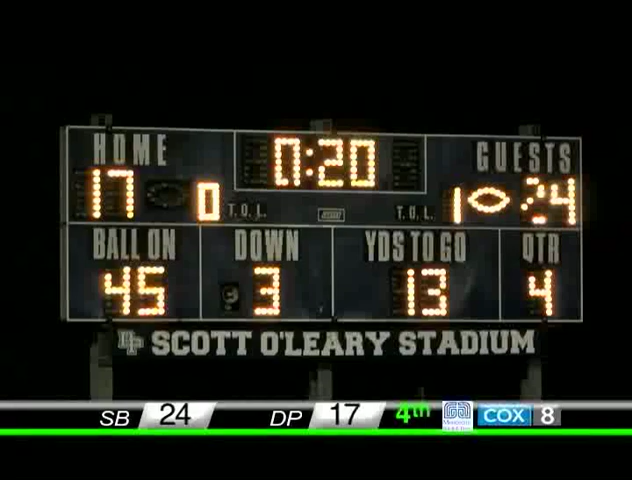 HOME 0:20 GUESTS
17 0 T.O.L. T.O.L. 1 24
BALL ON DOWN YDS TO GO QTR
45 3 13 4
DP SCOTT O'LEARY STADIUM
SB 24 DP 17 4th COX 8